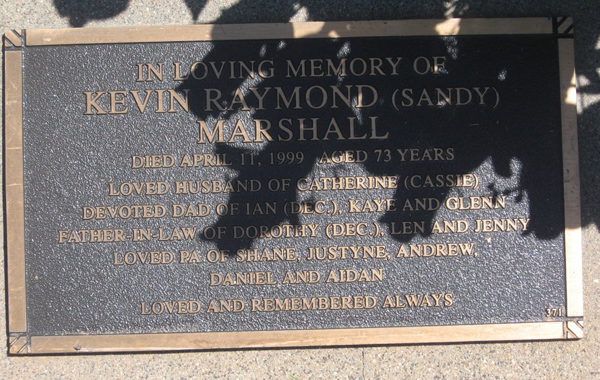 IN LOVING MEMORY OF
KEVIN RAYMOND (SANDY)
MARSHALL
DIED APRIL 11, 1999 AGED 73 YEARS
LOVED HUSBAND OF CATHERINE (CASSIE)
DEVOTED DAD OF IAN (DEC.), KAYE AND GLENN
FATHER-IN-LAW OF DOROTHY (DEC.), LEN AND JENNY
LOVED PA OF SHANE, JUSTYNE, ANDREW,
DANIEL AND AIDAN
LOVED AND REMEMBERED ALWAYS